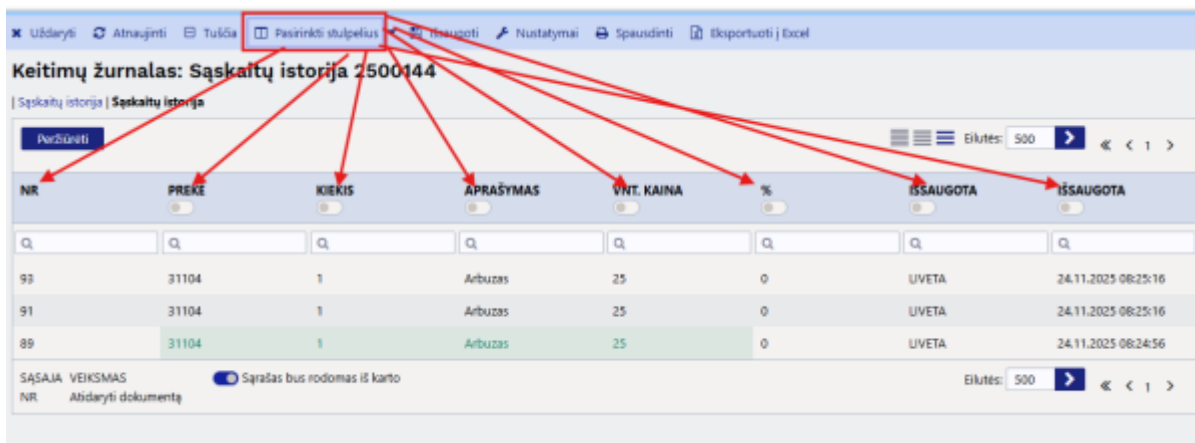 ✖ Uždaryti Atnaujinti Tuščia Pasirinkti stulpelius Išsaugoti Nustatymai Spausdinti Eksportuoti į Excel
Keitimų žurnalas: Sąskaitų istorija 2500144
| Sąskaitų istorija | Sąskaitų istorija
Peržiūrėti Eilutės: 500 « < 1 >
NR PREKĖ KIEKIS APRAŠYMAS VNT. KAINA % IŠSAUGOTA IŠSAUGOTA
93 31104 1 Arbuzas 25 0 LIVETA 24.11.2025 08:25:16
91 31104 1 Arbuzas 25 0 LIVETA 24.11.2025 08:25:16
89 31104 1 Arbuzas 25 0 LIVETA 24.11.2025 08:24:56
SĄSAJA VEIKSMAS Sąrašas bus rodomas iš karto Eilutės: 500 « < 1 >
NR Atidaryti dokumentą